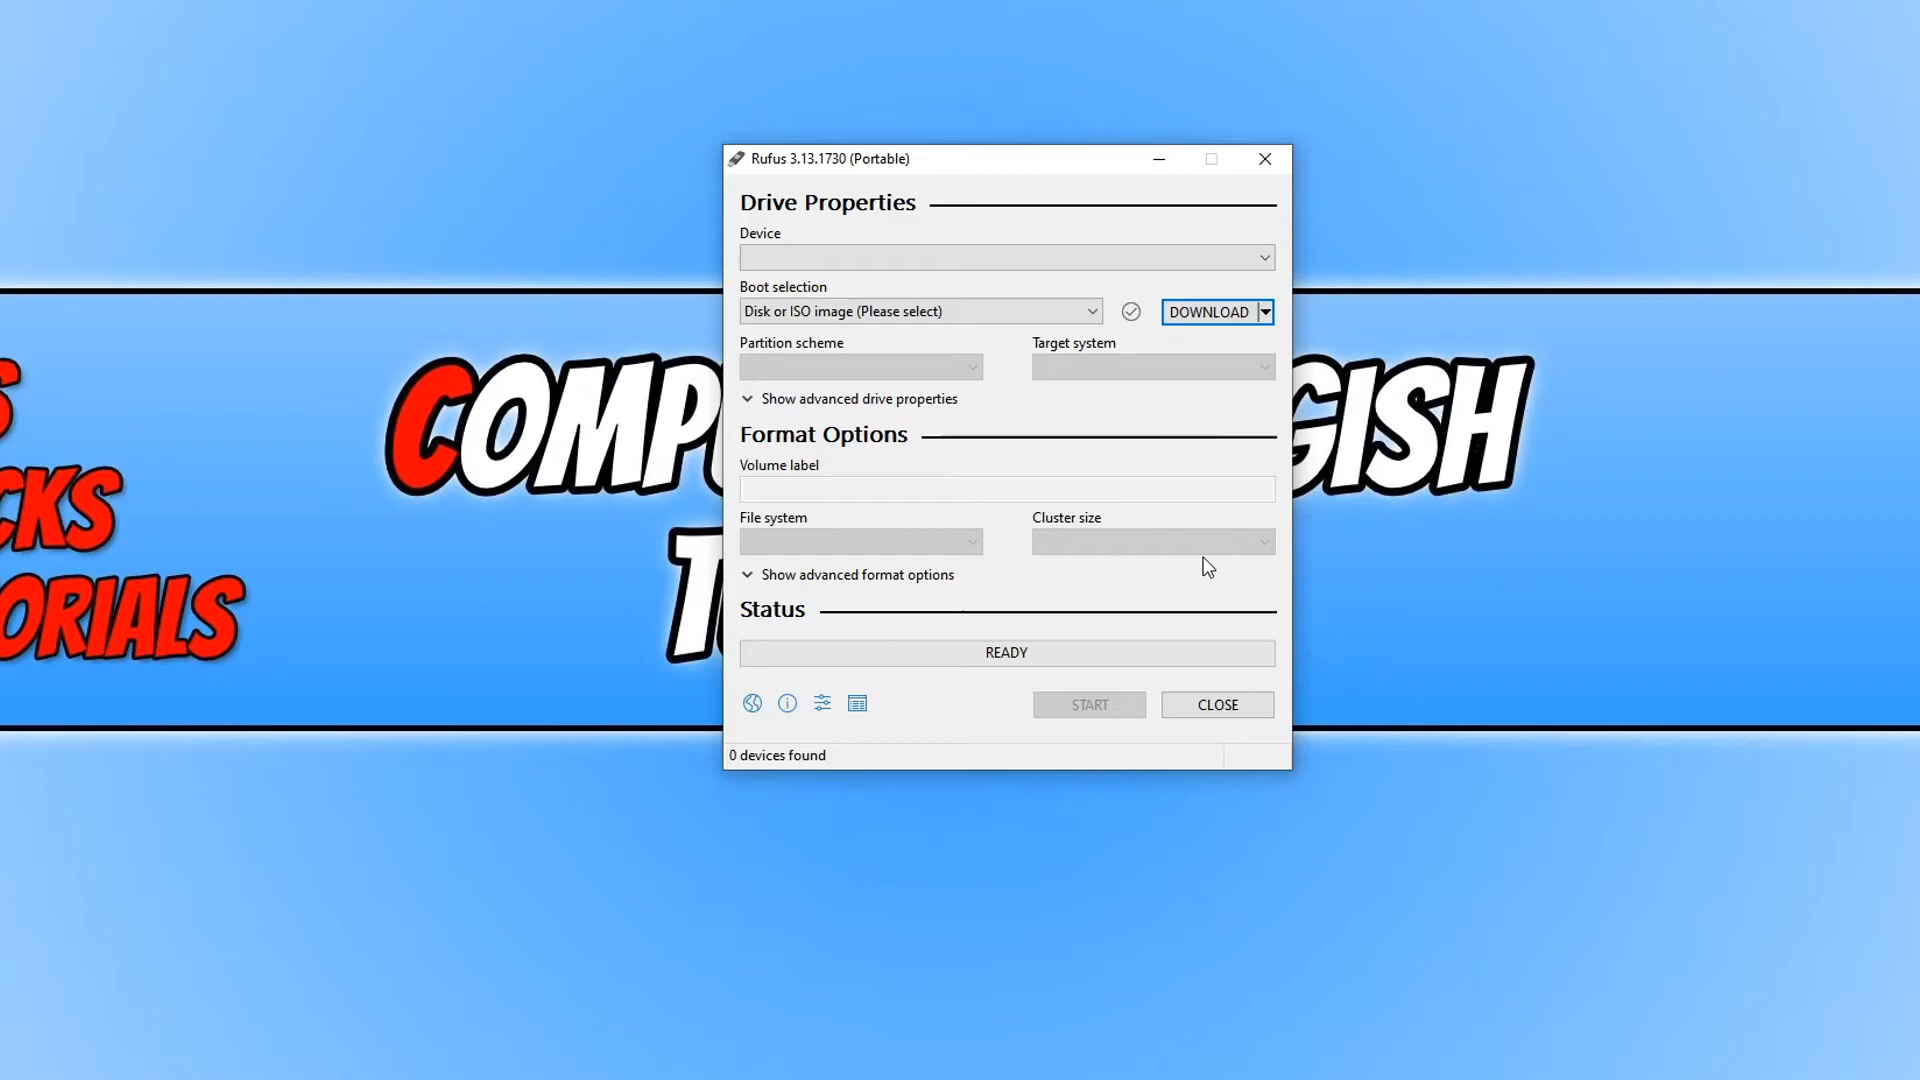 Rufus 3.13.1730 (Portable)
Drive Properties
Device
Boot selection
Disk or ISO image (Please select)
DOWNLOAD
Partition scheme
Target system
Show advanced drive properties
Format Options
Volume label
File system
Cluster size
Show advanced format options
Status
READY
START
CLOSE
0 devices found
COMP
GISH
T
S
CKS
ORIALS